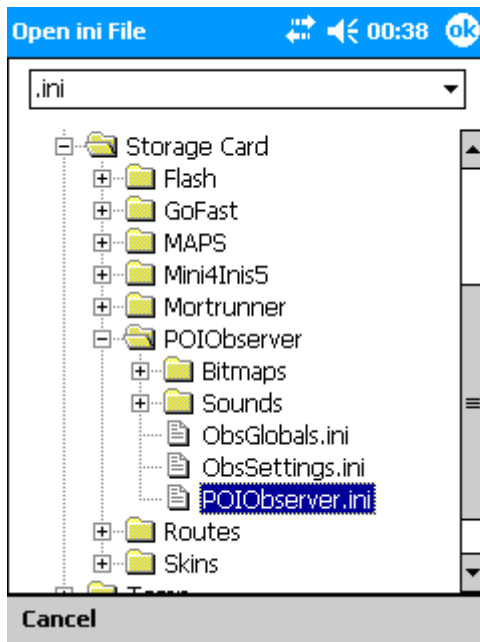 Open ini File 00:38 ok
.ini
Storage Card
Flash
GoFast
MAPS
Mini4Inis5
Mortrunner
POIObserver
Bitmaps
Sounds
ObsGlobals.ini
ObsSettings.ini
POIObserver.ini
Routes
Skins
Cancel